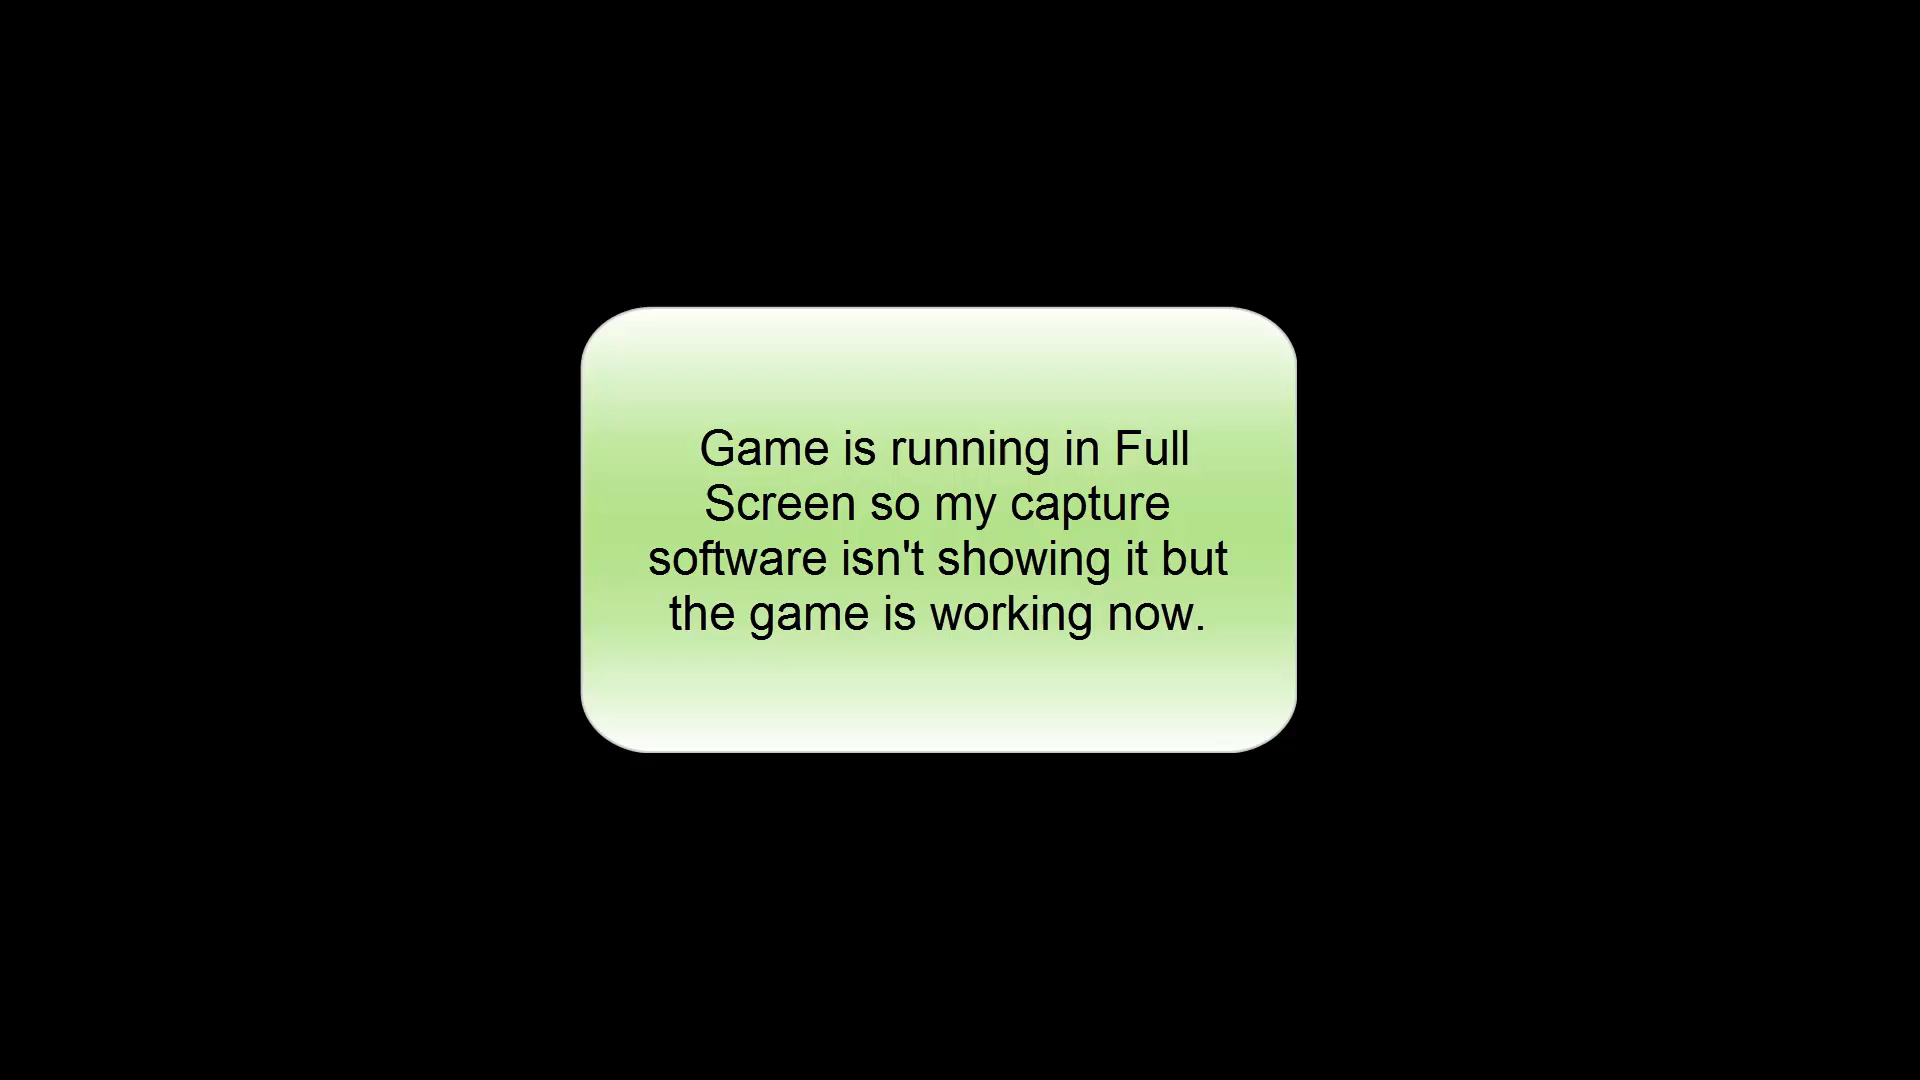 Game is running in Full
Screen so my capture
software isn't showing it but
the game is working now.